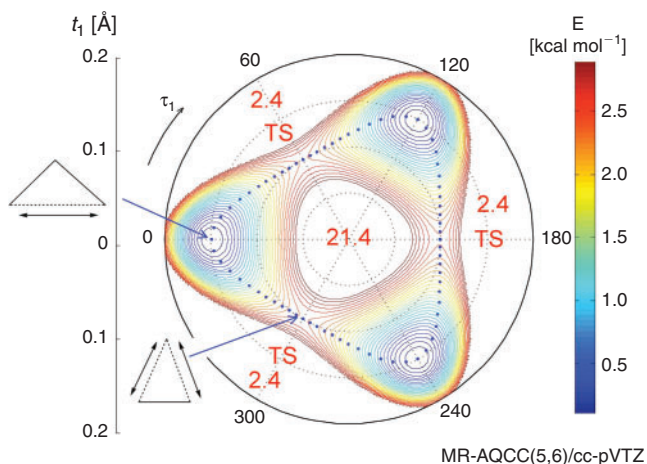 t₁ [Å]
E
[kcal mol⁻¹]
0.2
60
120
2.4
TS
τ₁
2.5
0.1
2.0
2.4
TS
0
0
21.4
180
1.5
1.0
0.1
TS
2.4
0.5
300
240
0.2
MR-AQCC(5,6)/cc-pVTZ